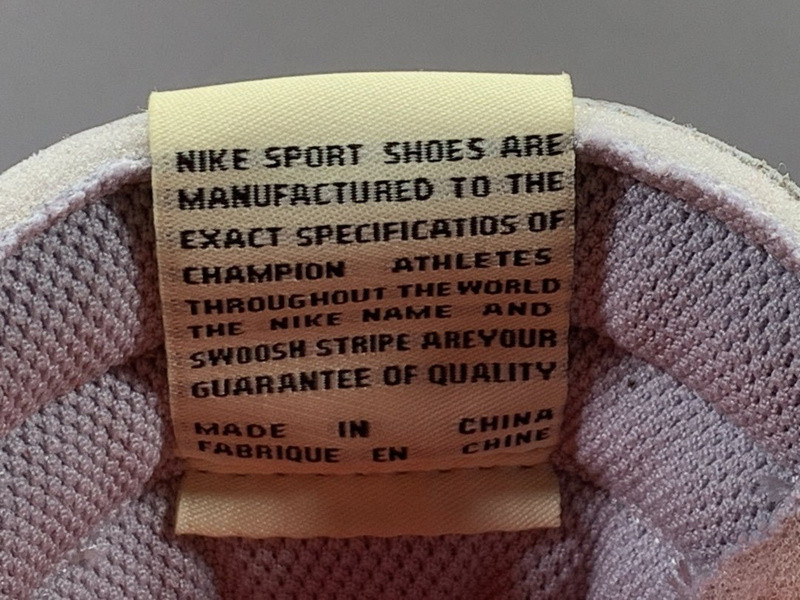 NIKE SPORT SHOES ARE
MANUFACTURED TO THE
EXACT SPECIFICATIOS OF
CHAMPION ATHLETES
THROUGHOUT THE WORLD
THE NIKE NAME AND
SWOOSH STRIPE AREYOUR
GUARANTEE OF QUALITY
MADE IN CHINA
FABRIQUE EN CHINE